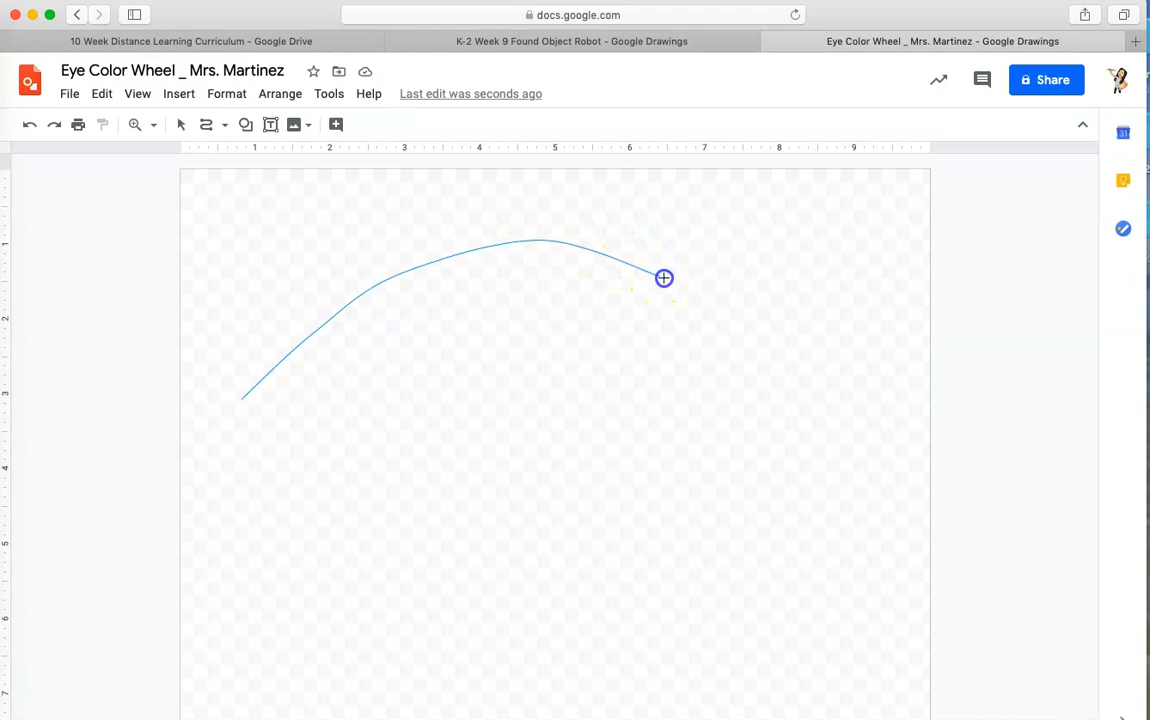 docs.google.com
10 Week Distance Learning Curriculum - Google Drive
K-2 Week 9 Found Object Robot - Google Drawings
Eye Color Wheel _ Mrs. Martinez - Google Drawings
Eye Color Wheel _ Mrs. Martinez
File Edit View Insert Format Arrange Tools Help Last edit was seconds ago
Share
31
1 2 3 4 5 6 7 8 9
1
2
3
4
5
6
7